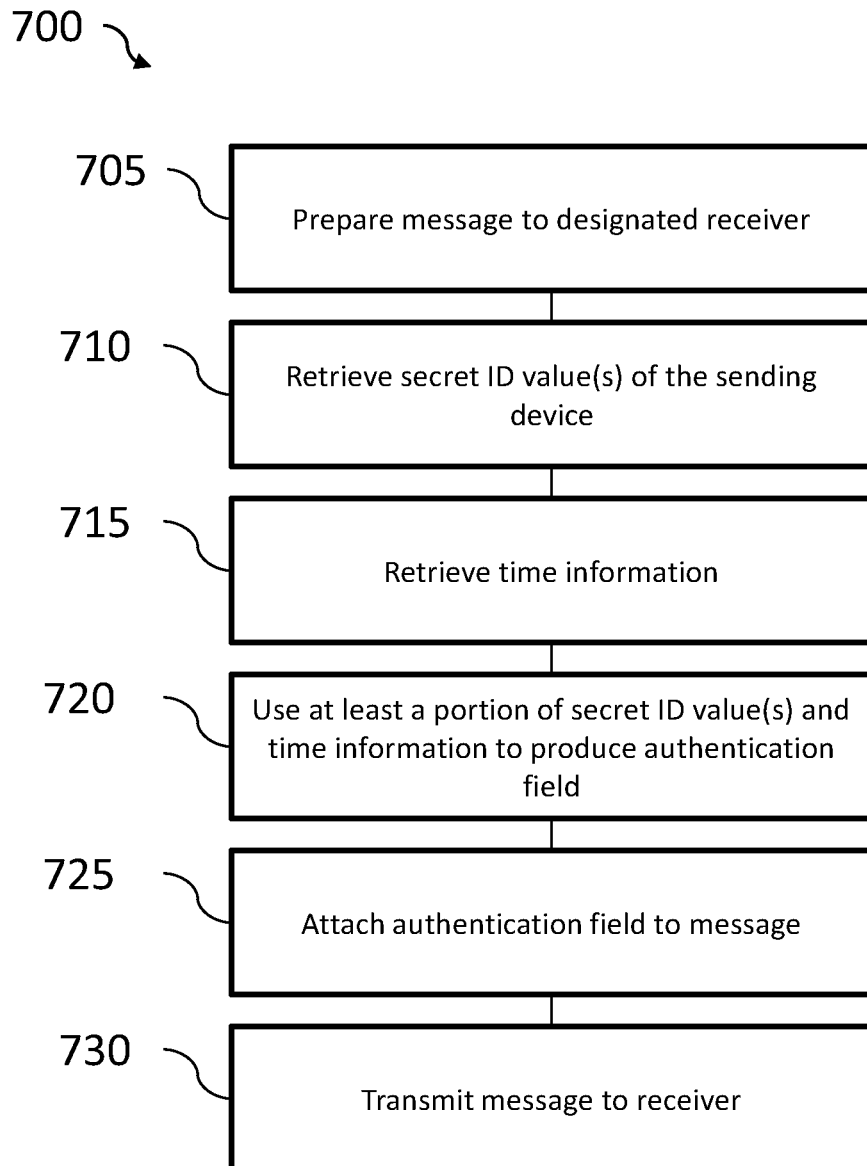 700
705
Prepare message to designated receiver
710
Retrieve secret ID value(s) of the sending
device
715
Retrieve time information
720
Use at least a portion of secret ID value(s) and
time information to produce authentication
field
725
Attach authentication field to message
730
Transmit message to receiver